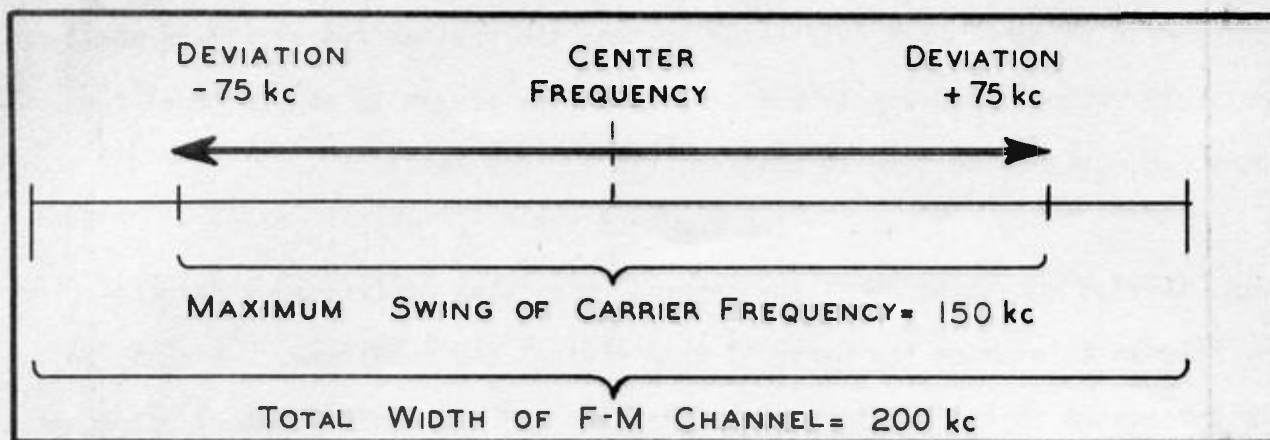 DEVIATION
- 75 kc
CENTER
FREQUENCY
DEVIATION
+ 75 kc
MAXIMUM SWING OF CARRIER FREQUENCY= 150 kc
TOTAL WIDTH OF F-M CHANNEL= 200 kc